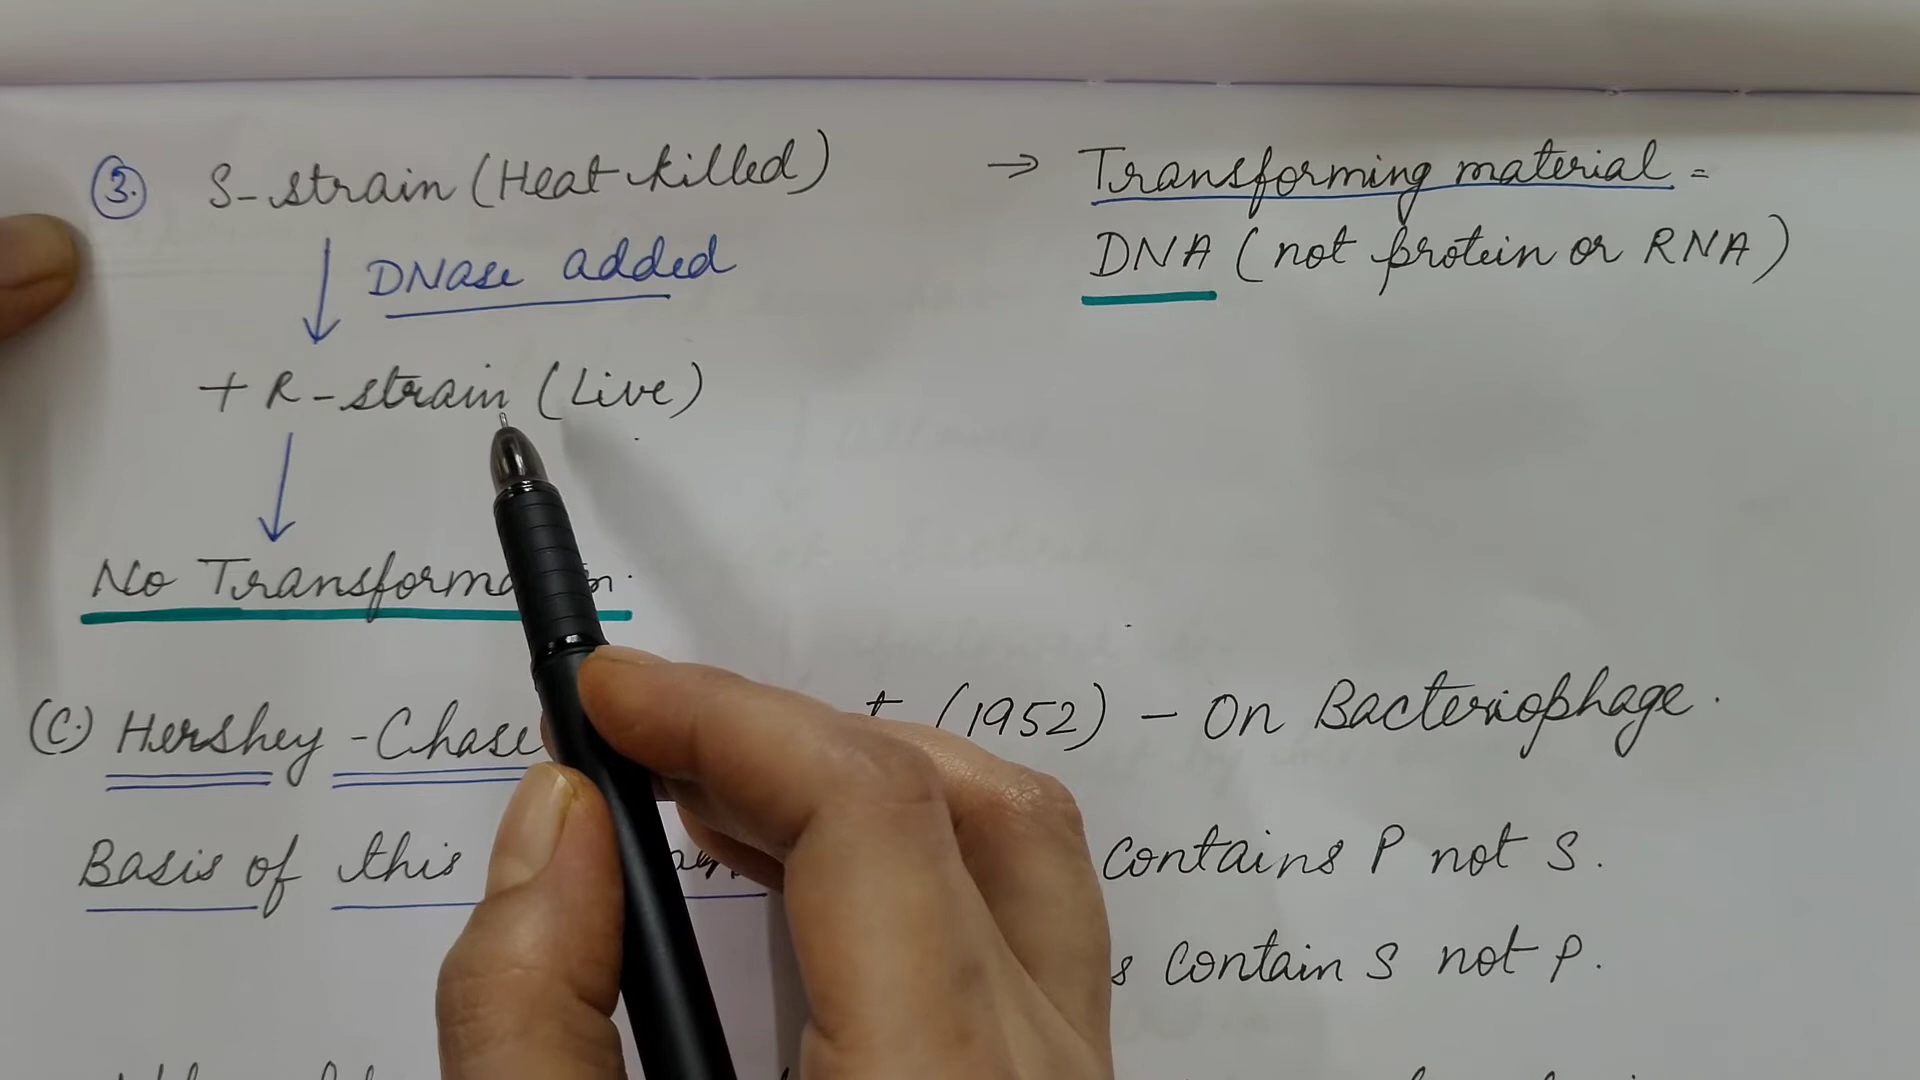 3. S-strain (Heat killed)
DNase added
+ R-strain (Live)
No Transformation.
→ Transforming material =
DNA (not protein or RNA)
(C.) Hershey - Chase (1952) - On Bacteriophage.
Basis of this contains P not S.
contain S not P.